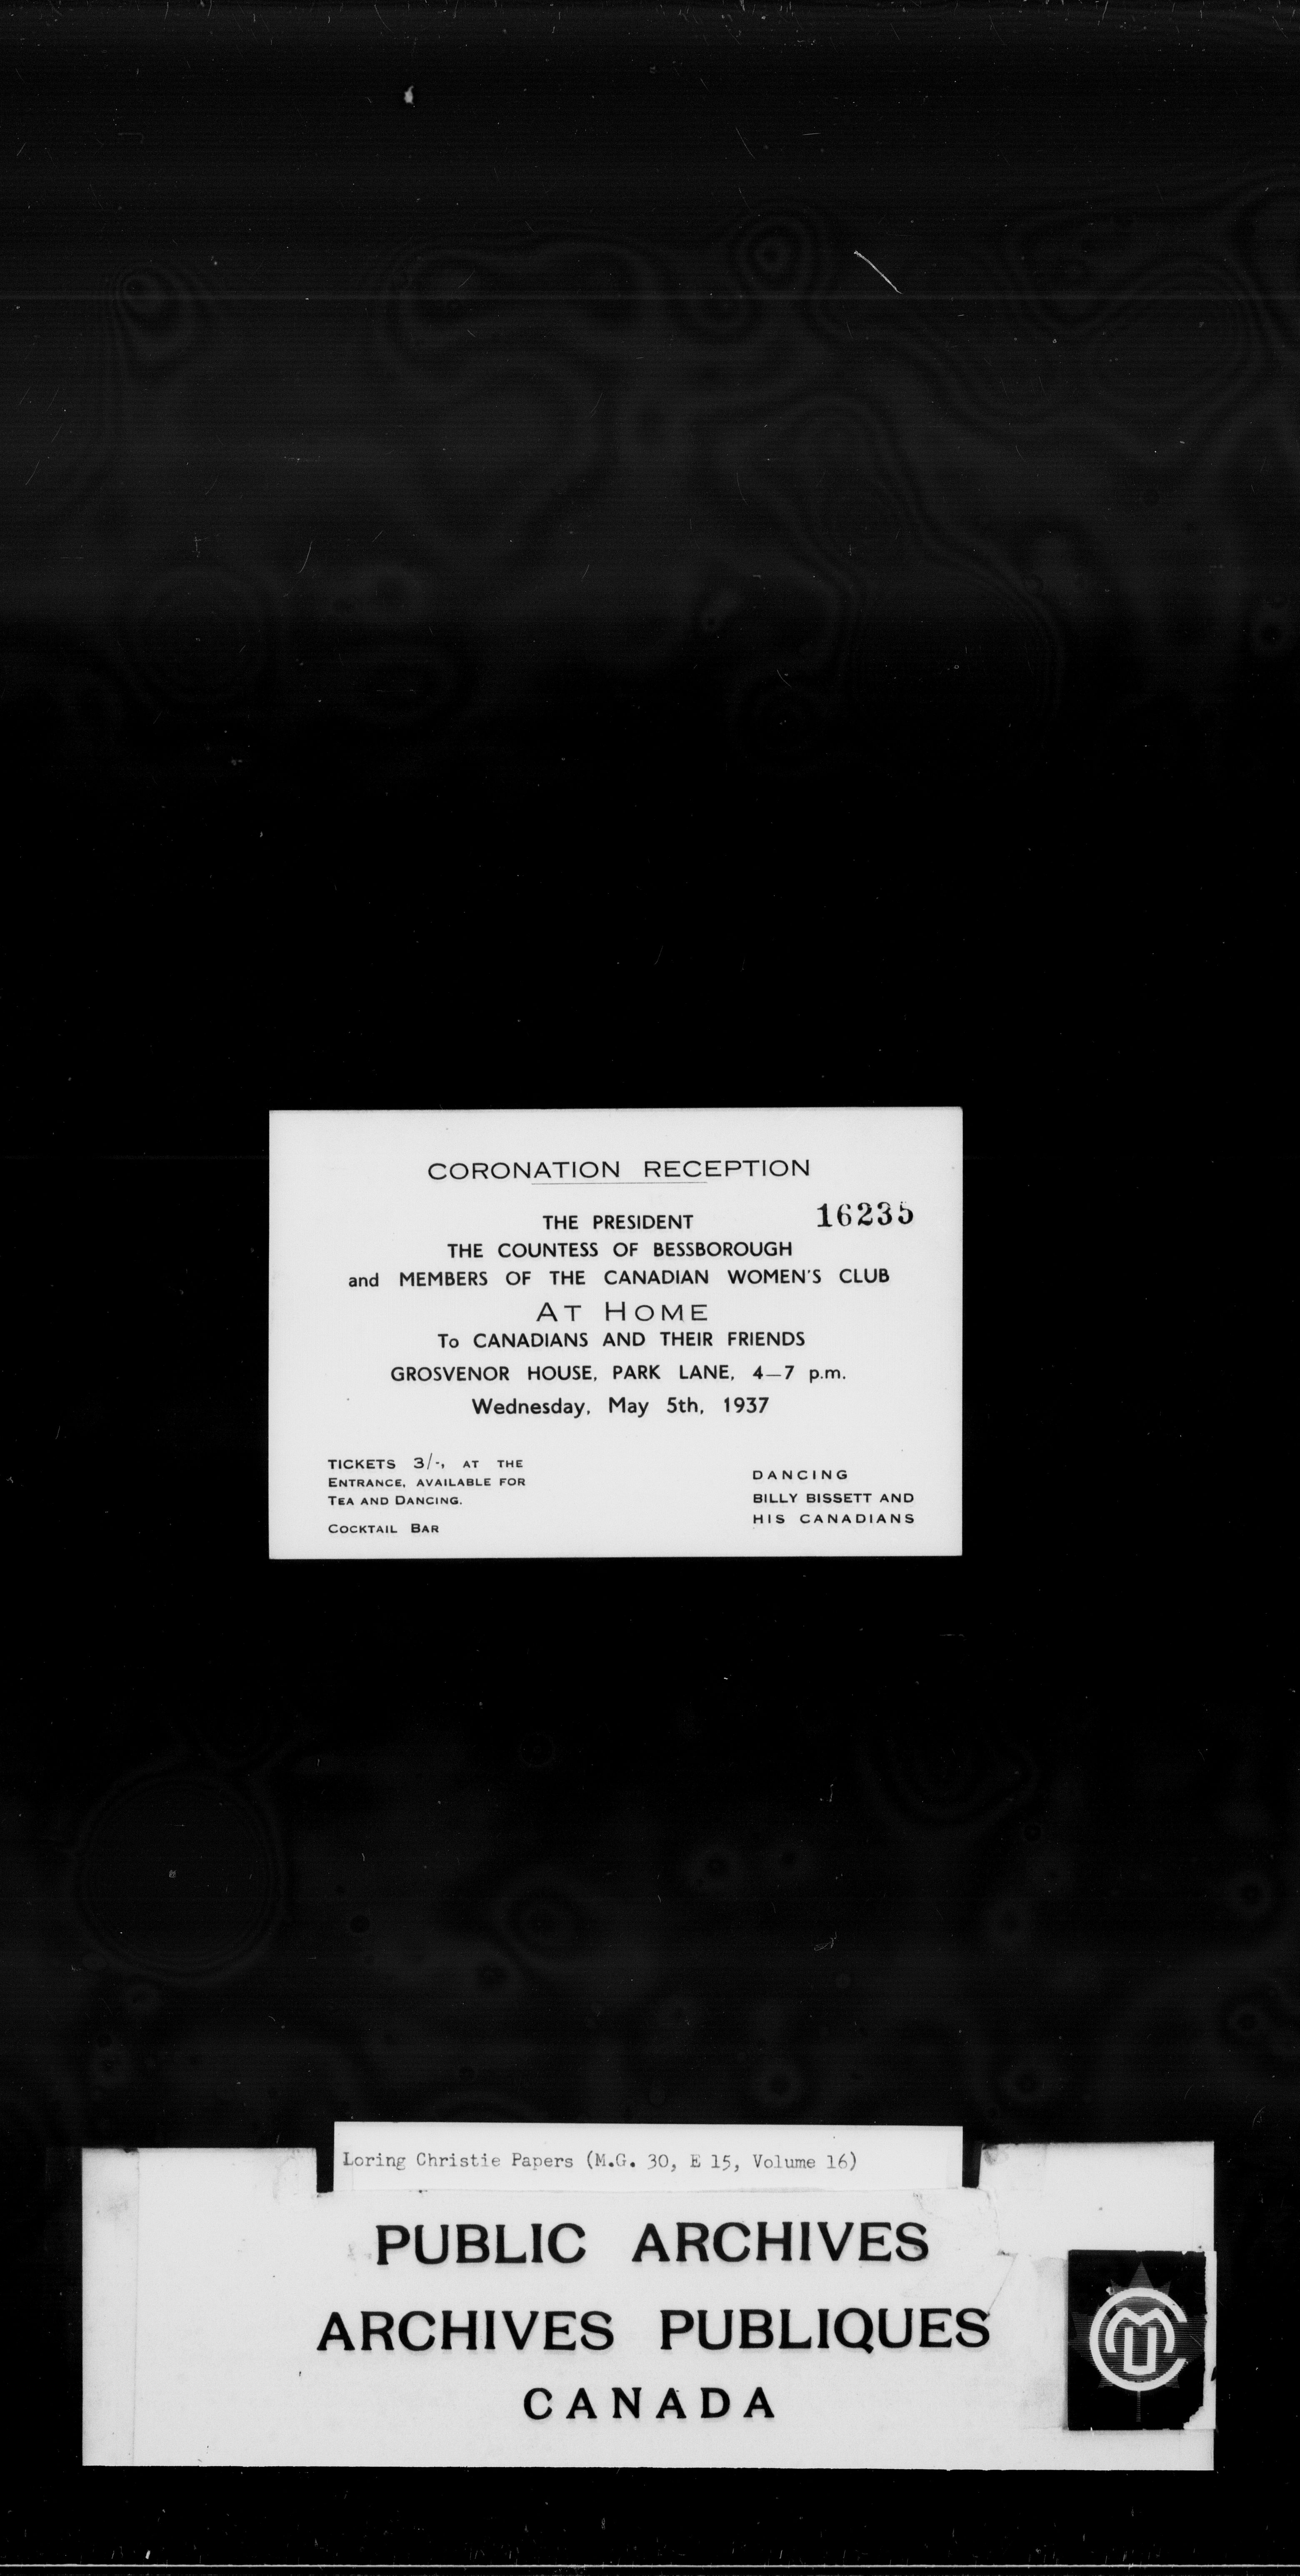 CORONATION RECEPTION
16235
THE PRESIDENT
THE COUNTESS OF BESSBOROUGH
and MEMBERS OF THE CANADIAN WOMEN'S CLUB
AT HOME
To CANADIANS AND THEIR FRIENDS
GROSVENOR HOUSE, PARK LANE, 4—7 p.m.
Wednesday, May 5th, 1937
TICKETS 3/-, AT THE
ENTRANCE, AVAILABLE FOR
TEA AND DANCING.
COCKTAIL BAR
DANCING
BILLY BISSETT AND
HIS CANADIANS
Loring Christie Papers (M.G. 30, E 15, Volume 16)
PUBLIC ARCHIVES
ARCHIVES PUBLIQUES
CANADA